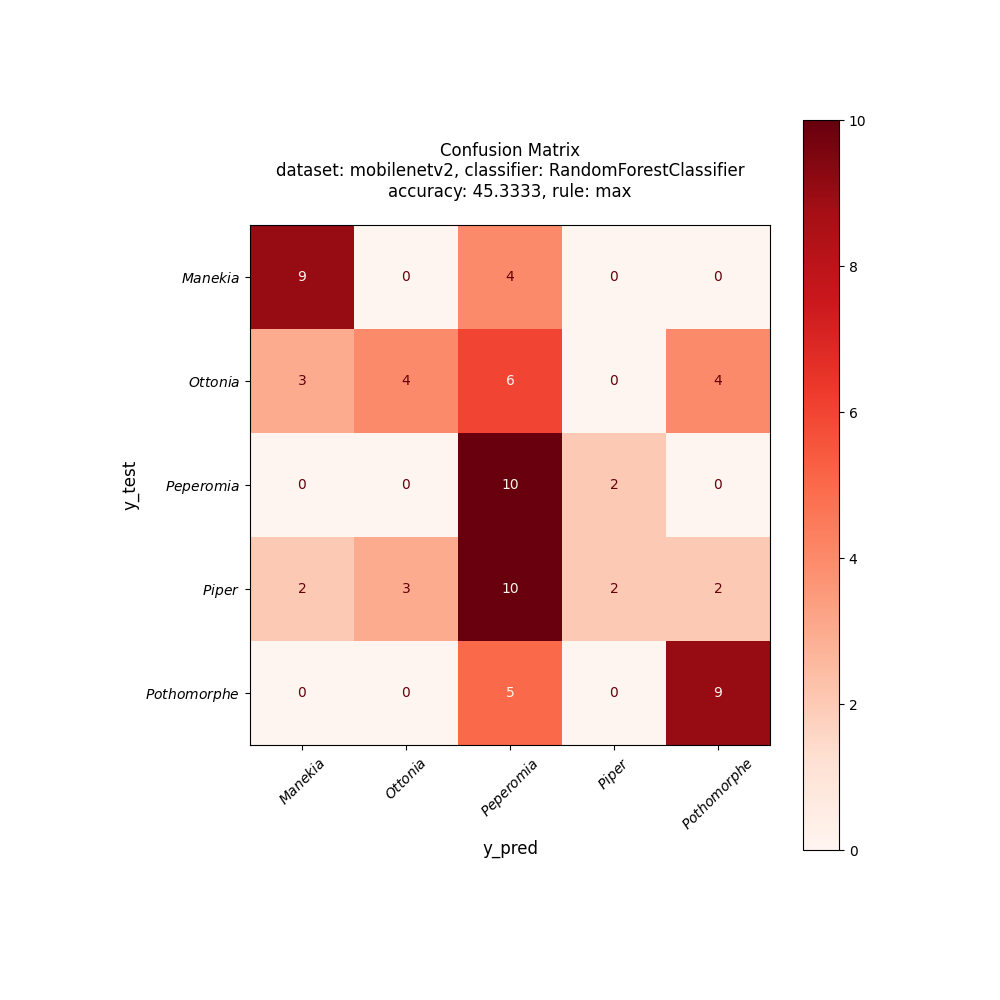 Confusion Matrix
dataset: mobilenetv2, classifier: RandomForestClassifier
accuracy: 45.3333, rule: max
Manekia 9 0 4 0 0
Ottonia 3 4 6 0 4
Peperomia 0 0 10 2 0
Piper 2 3 10 2 2
Pothomorphe 0 0 5 0 9
y_test
Manekia Ottonia Peperomia Piper Pothomorphe
y_pred
10
8
6
4
2
0